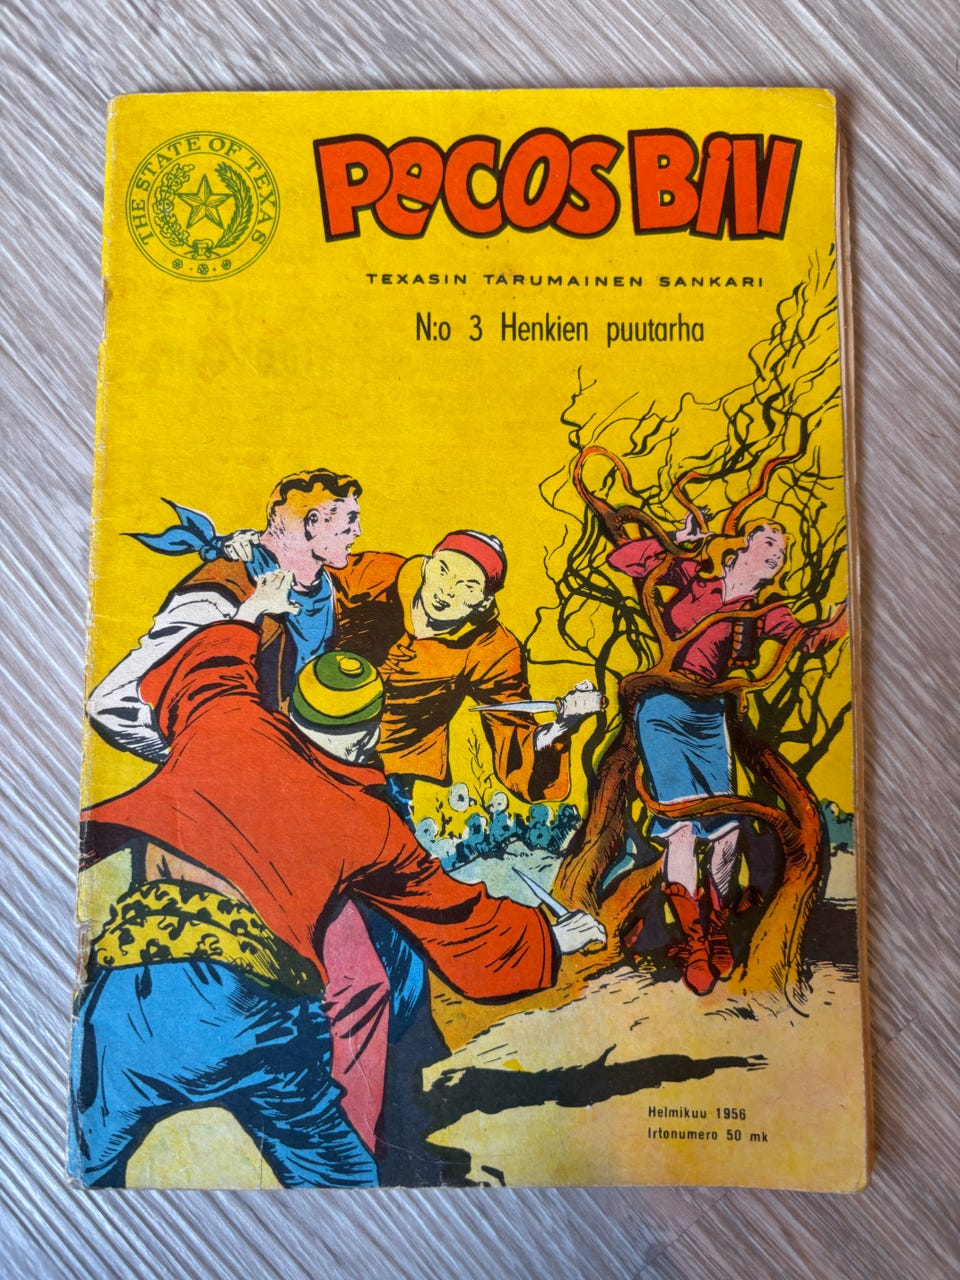 THE STATE OF TEXAS
PECOS BILL
TEXASIN TARUMAINEN SANKARI
N:o 3 Henkien puutarha
Helmikuu 1956
Irtonumero 50 mk